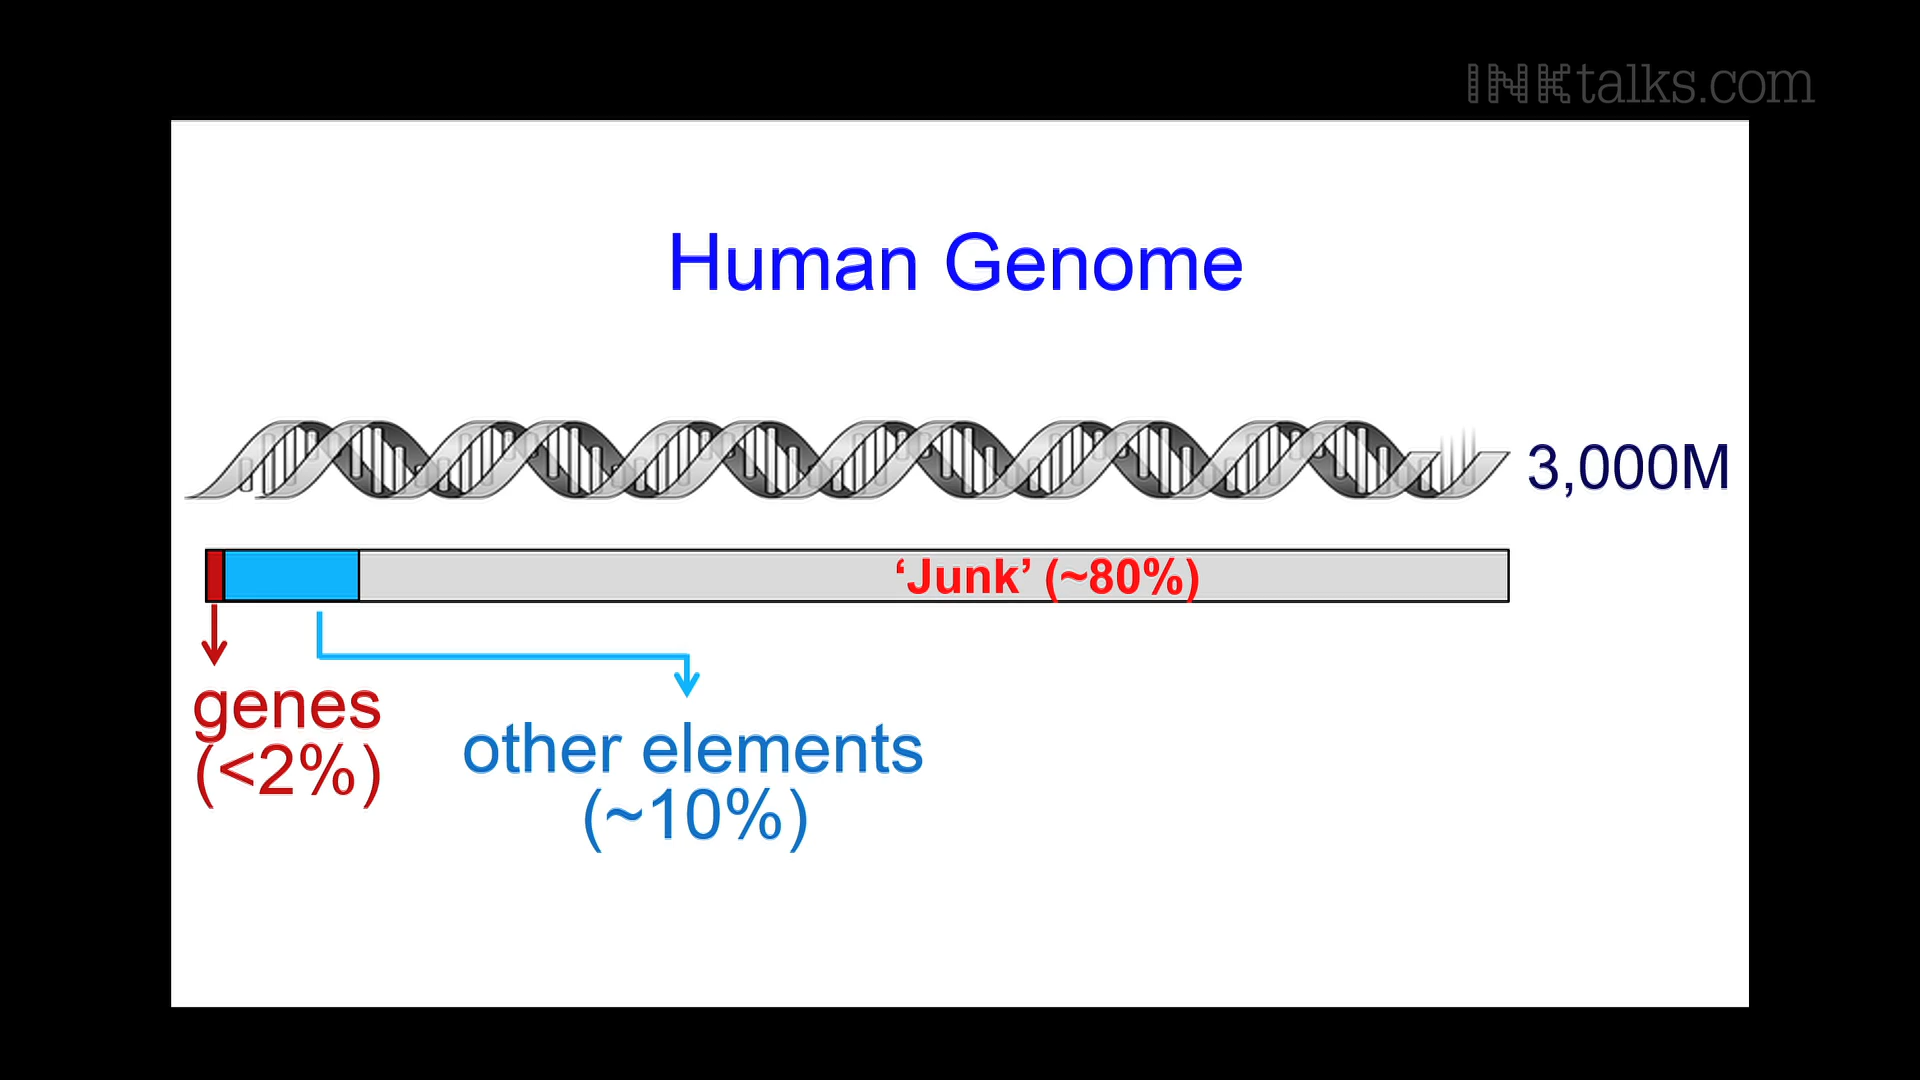 INKtalks.com
Human Genome
3,000M
‘Junk’ (~80%)
genes
(<2%)
other elements
(~10%)